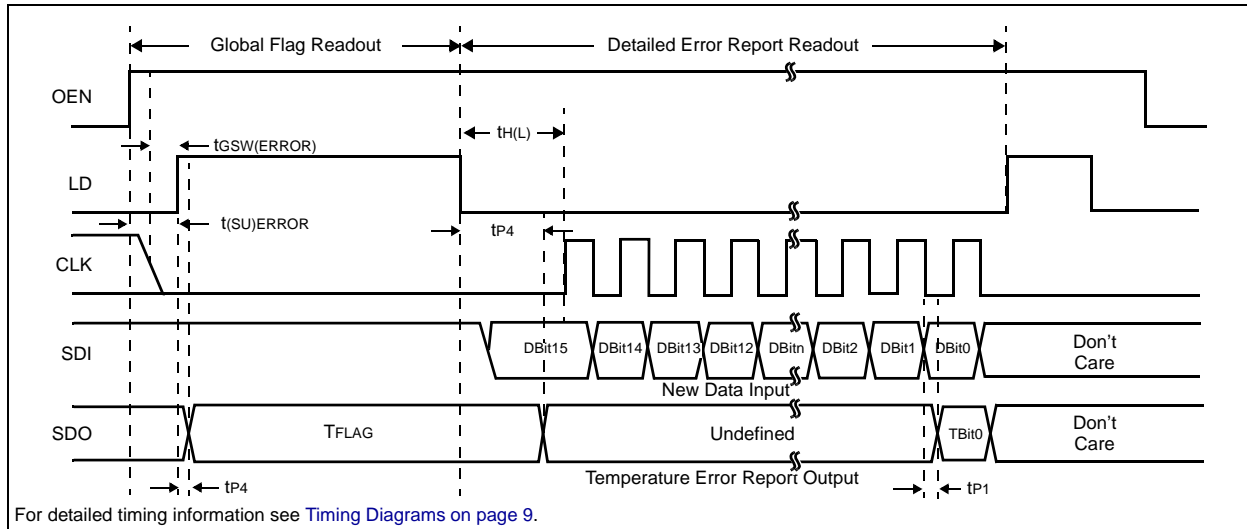 Global Flag Readout
Detailed Error Report Readout
OEN
tH(L)
tGSW(ERROR)
LD
t(SU)ERROR
tP4
CLK
SDI
DBit15
DBit14
DBit13
DBit12
DBitn
DBit2
DBit1
DBit0
Don't
Care
New Data Input
SDO
TFLAG
Undefined
TBit0
Don't
Care
Temperature Error Report Output
tP4
tP1
For detailed timing information see Timing Diagrams on page 9.